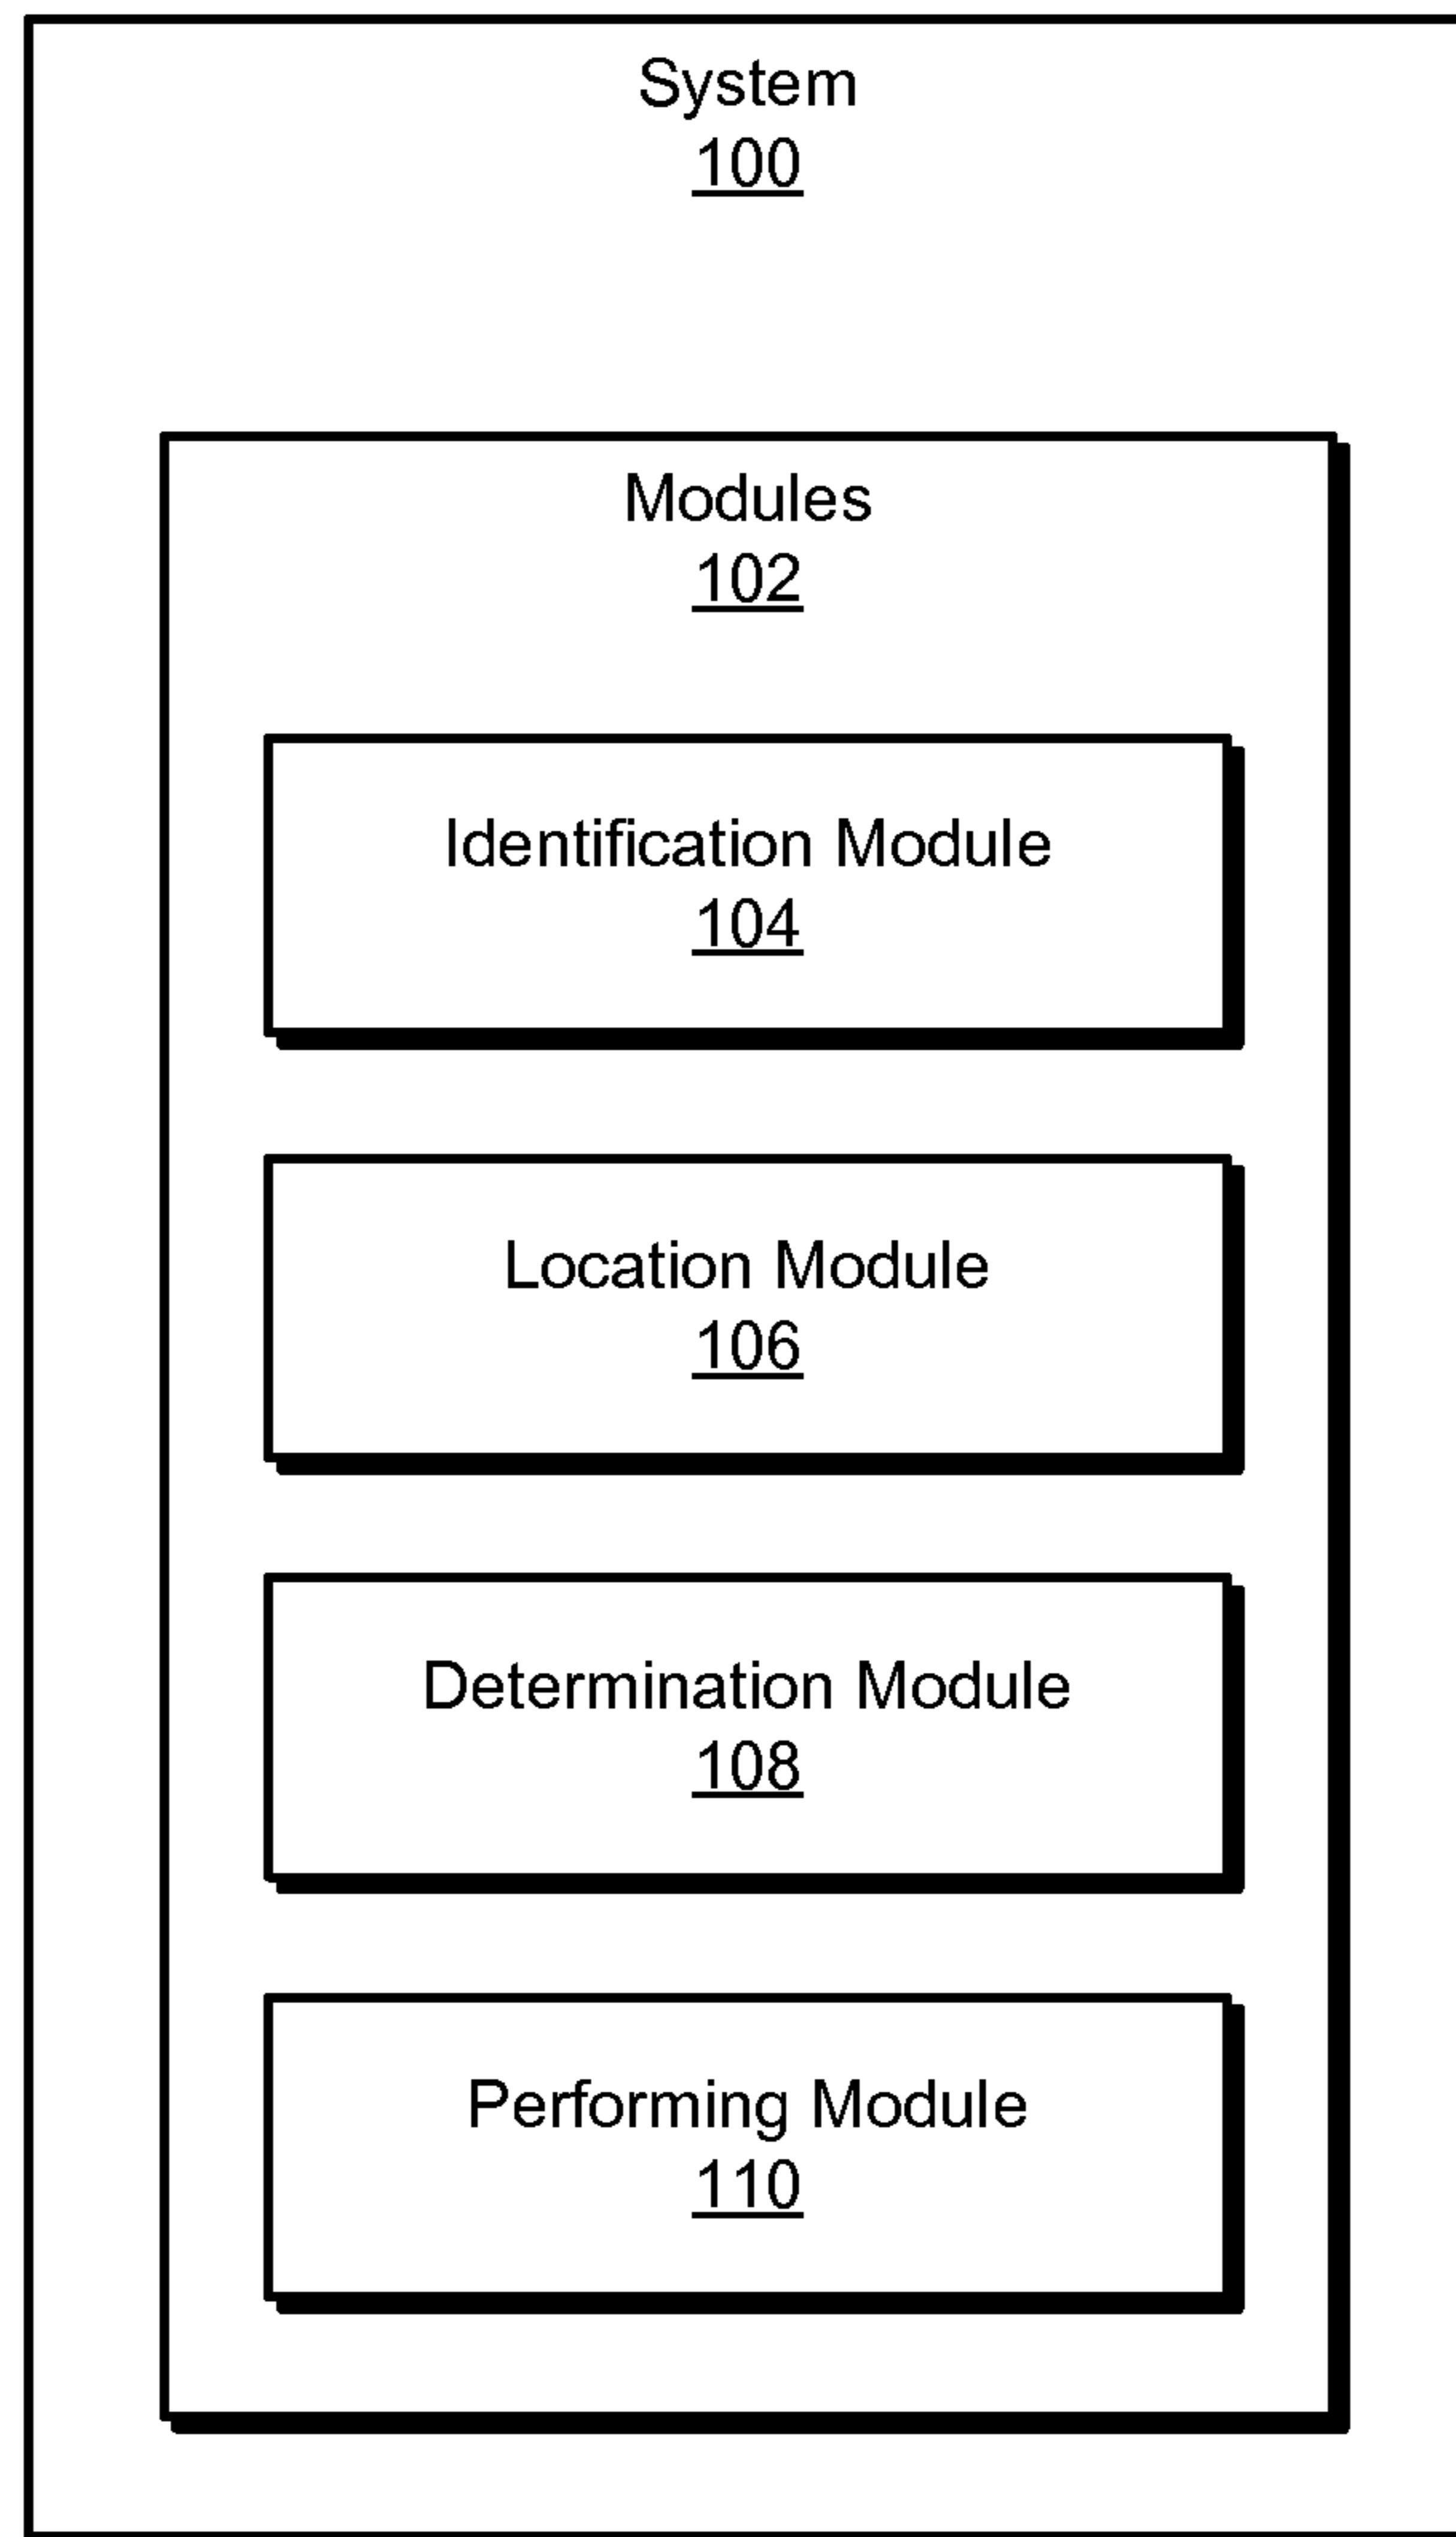 System
100
Modules
102
Identification Module
104
Location Module
106
Determination Module
108
Performing Module
110